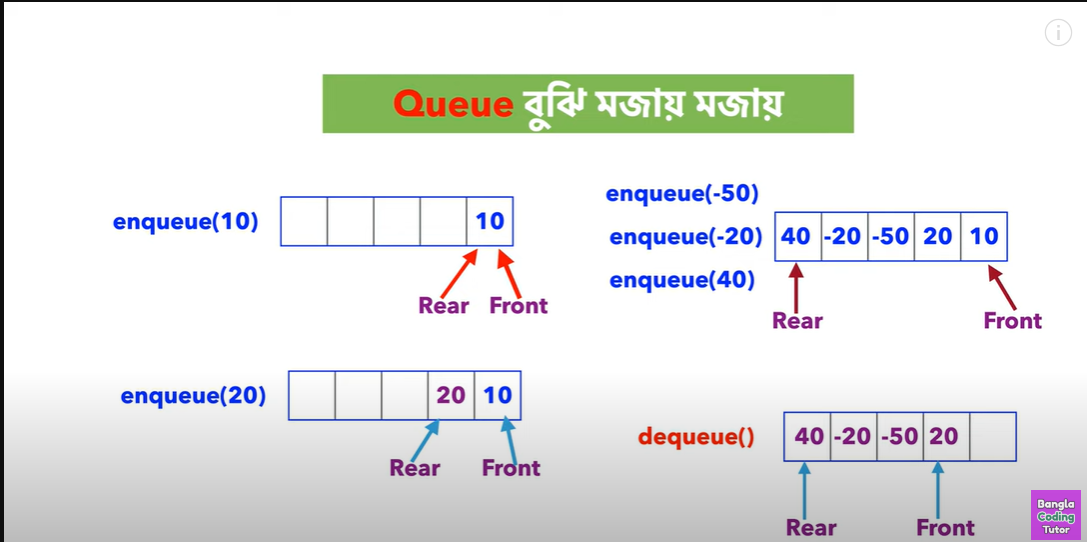 Queue বুঝি মজায় মজায়
enqueue(10)
10
Rear Front
enqueue(20)
20 10
Rear Front
enqueue(-50)
enqueue(-20)
enqueue(40)
40 -20 -50 20 10
Rear Front
dequeue()
40 -20 -50 20
Rear Front
Bangla
Coding
Tutor